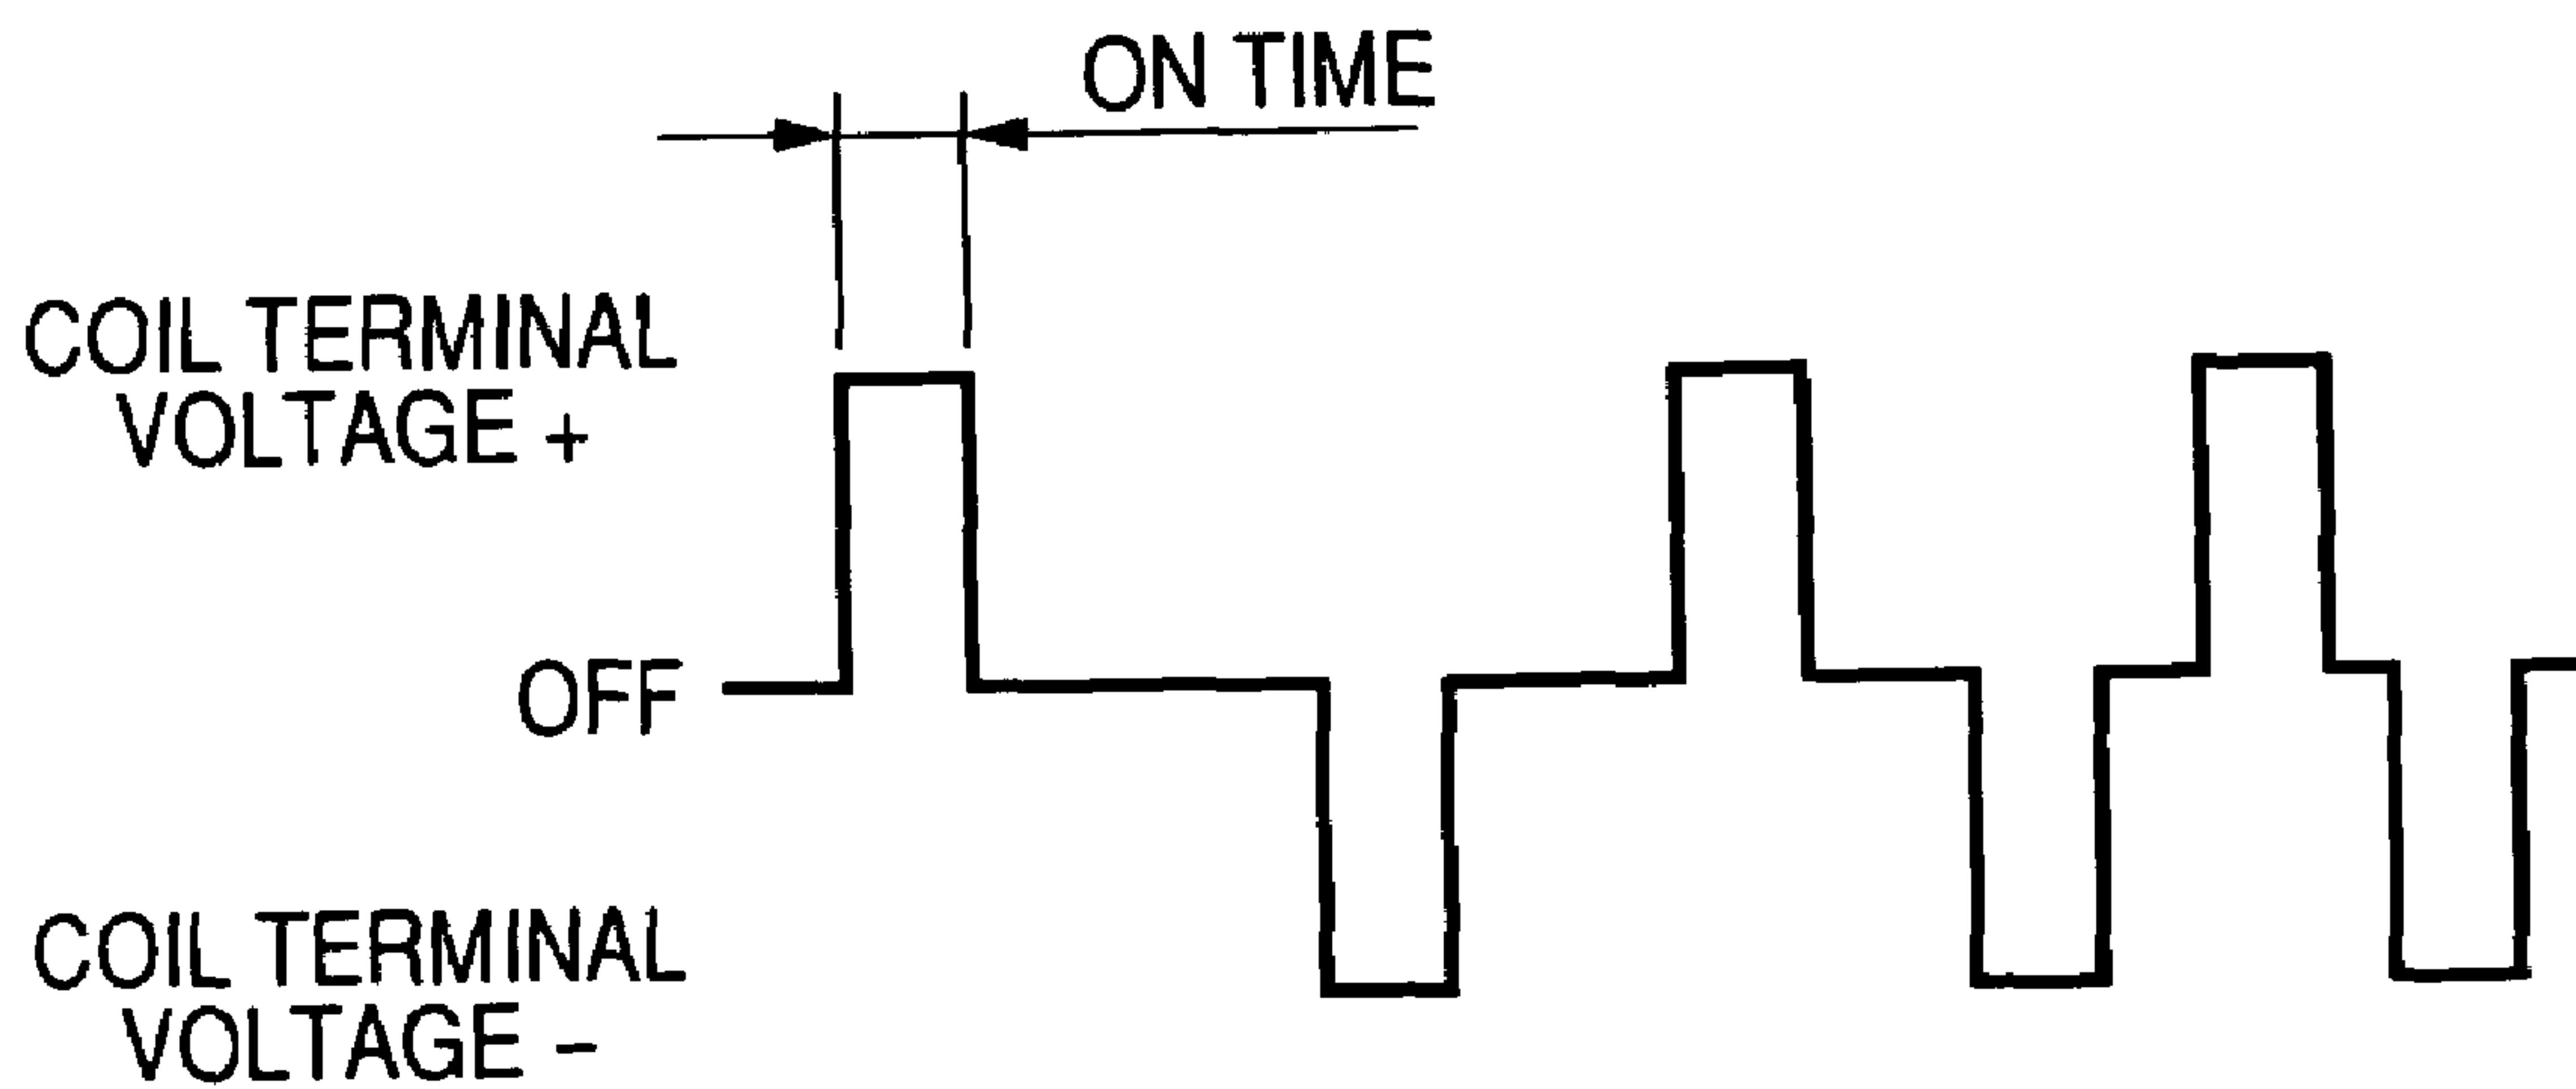 ON TIME
COIL TERMINAL
VOLTAGE +
OFF
COIL TERMINAL
VOLTAGE −